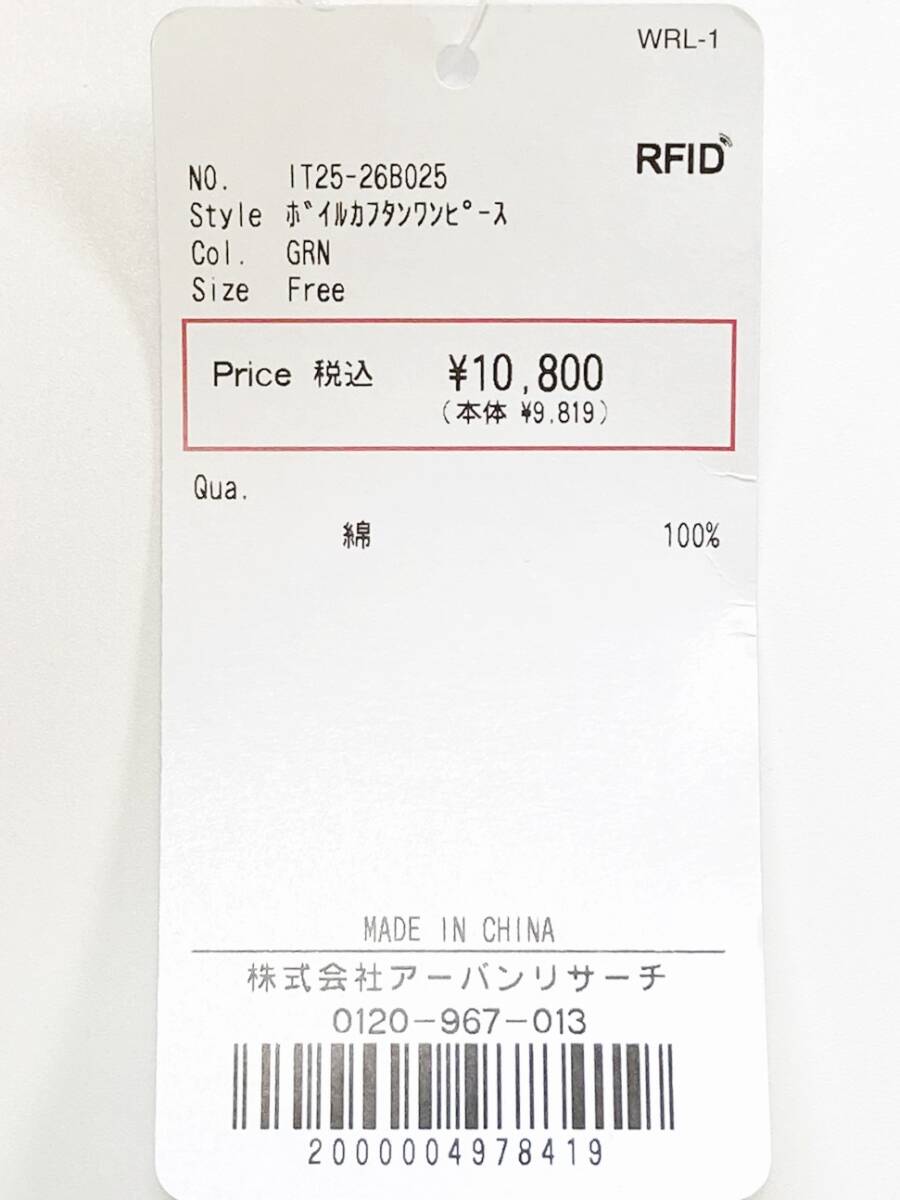 WRL-1
RFID
NO. IT25-26B025
Style ﾎﾞｲﾙｶﾌﾀﾝﾜﾝﾋﾟｰｽ
Col. GRN
Size Free
Price 税込 ¥10,800
(本体 ¥9.819)
Qua.
綿 100%
MADE IN CHINA
株式会社アーバンリサーチ
0120-967-013
2000004978419